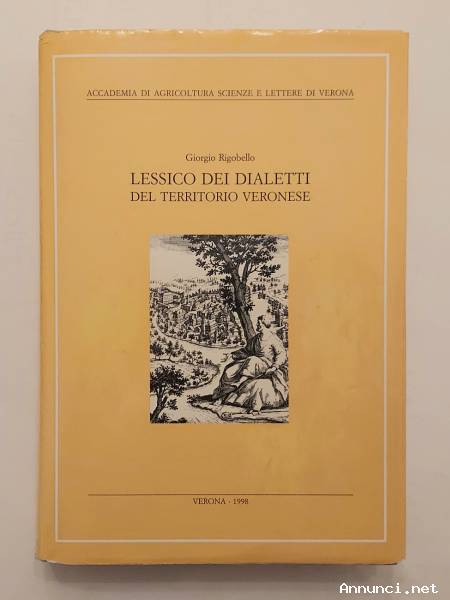 ACCADEMIA DI AGRICOLTURA SCIENZE E LETTERE DI VERONA
Giorgio Rigobello
LESSICO DEI DIALETTI
DEL TERRITORIO VERONESE
VERONA - 1998
Annunci.net